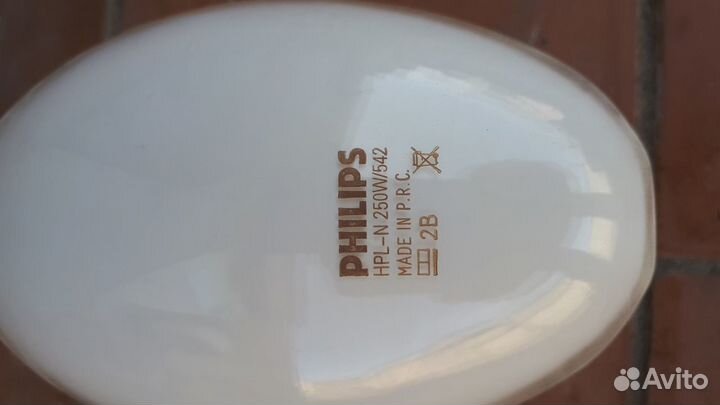 PHILIPS
HPL-N 250W/542
MADE IN P.R.C.
2B
Avito